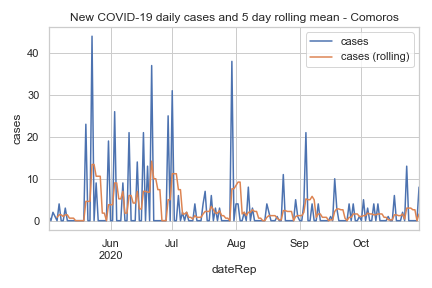 New COVID-19 daily cases and 5 day rolling mean - Comoros
cases
cases (rolling)
40
30
20
10
0
cases
Jun
2020
Jul
Aug
Sep
Oct
dateRep